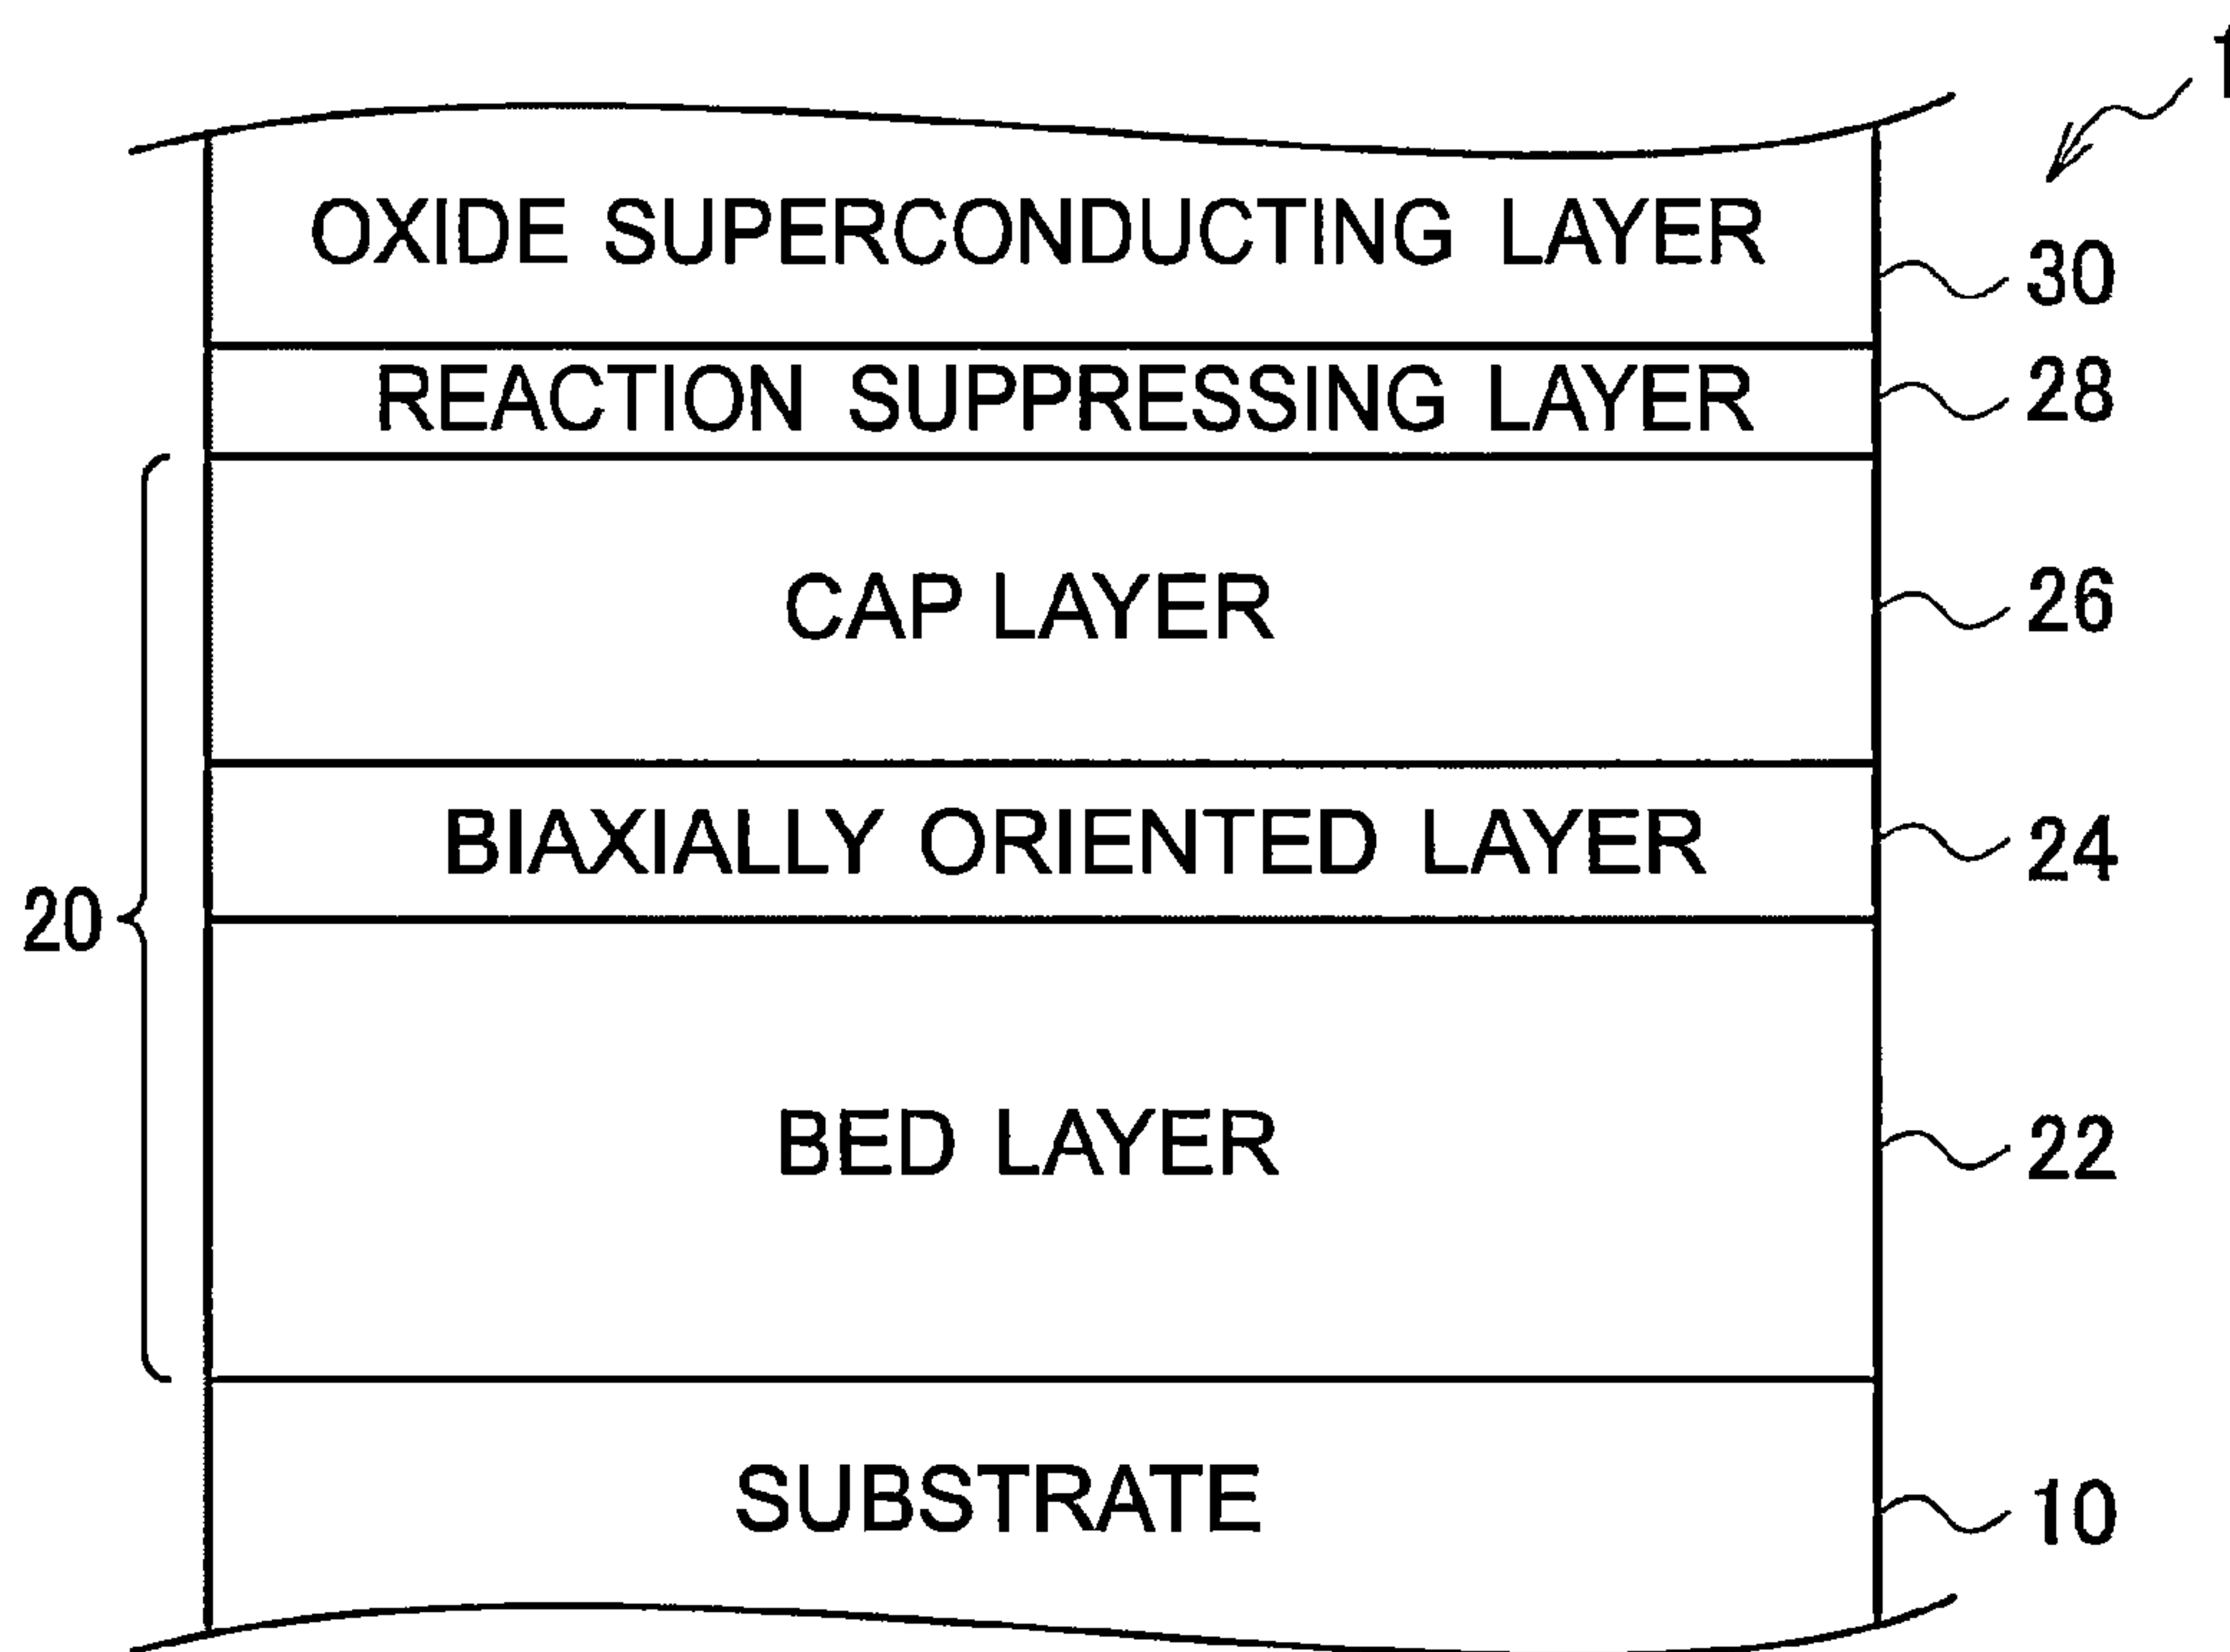 1
OXIDE SUPERCONDUCTING LAYER
30
REACTION SUPPRESSING LAYER
28
CAP LAYER
26
BIAXIALLY ORIENTED LAYER
24
20
BED LAYER
22
SUBSTRATE
10